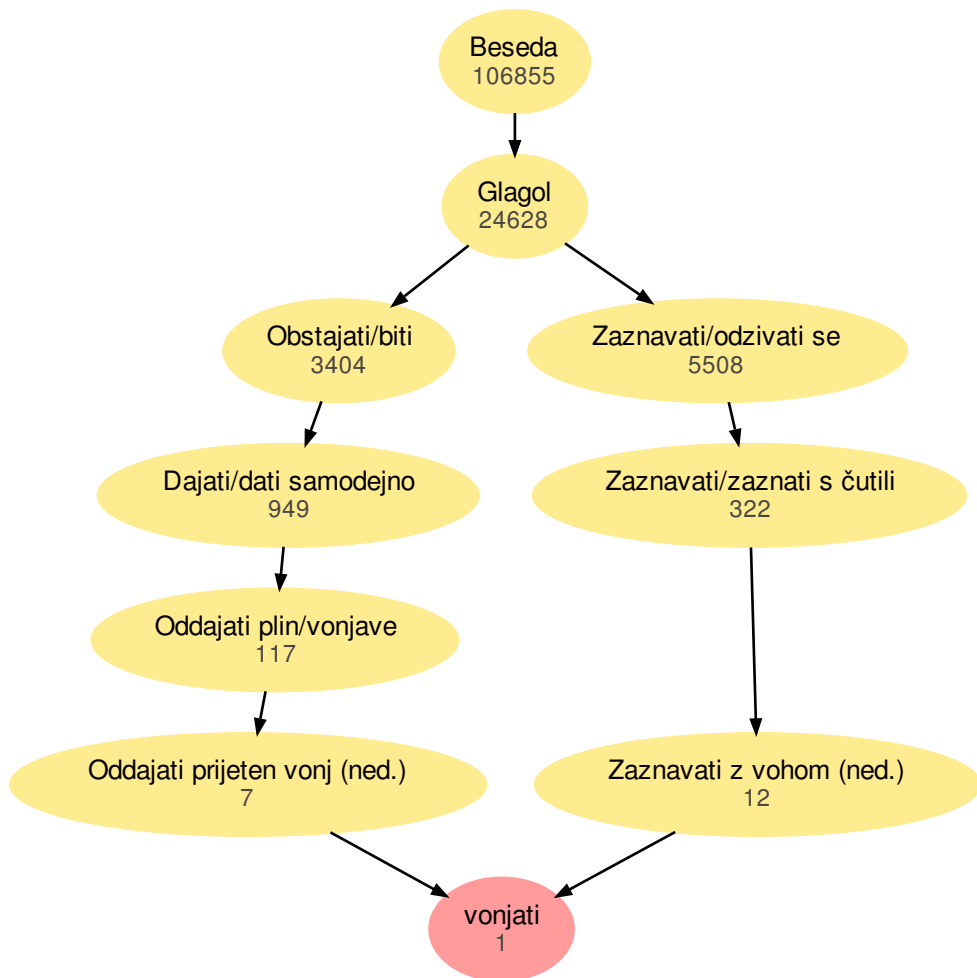 Beseda
106855
Glagol
24628
Obstajati/biti
3404
Zaznavati/odzivati se
5508
Dajati/dati samodejno
949
Zaznavati/zaznati s čutili
322
Oddajati plin/vonjave
117
Oddajati prijeten vonj (ned.)
7
Zaznavati z vohom (ned.)
12
vonjati
1